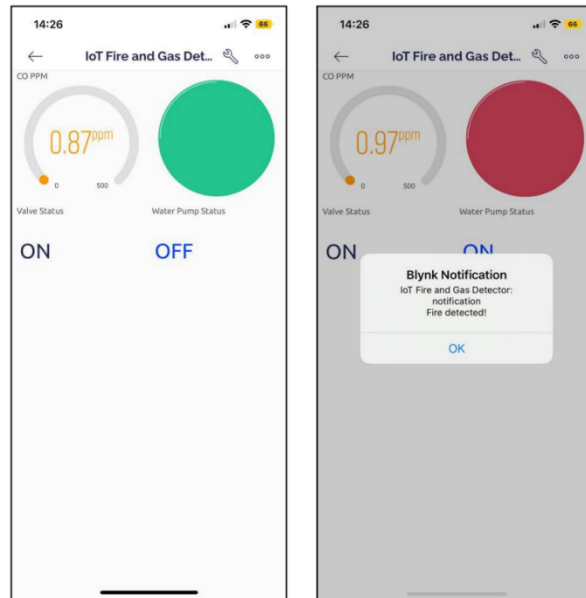 14:26
66
IoT Fire and Gas Det...
CO PPM
0.87ppm
0
500
Valve Status
Water Pump Status
ON
OFF
14:26
66
IoT Fire and Gas Det...
CO PPM
0.97ppm
0
500
Valve Status
Water Pump Status
ON
ON
Blynk Notification
IoT Fire and Gas Detector:
notification
Fire detected!
OK